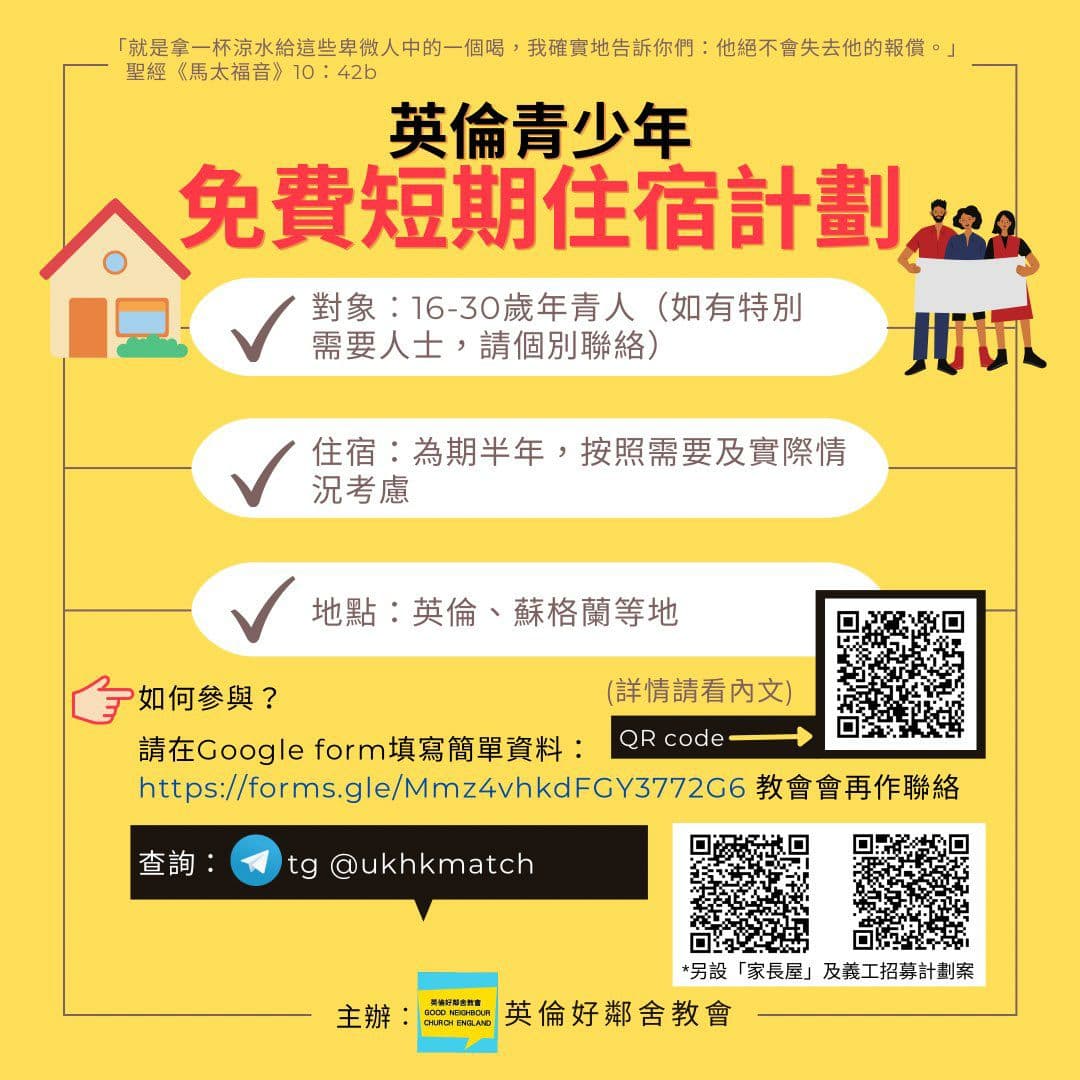 「就是拿一杯涼水給這些卑微人中的一個喝，我確實地告訴你們：他絕不會失去他的報償。」
聖經《馬太福音》10：42b
英倫青少年
免費短期住宿計劃
對象：16-30歲年青人（如有特別
需要人士，請個別聯絡）
住宿：為期半年，按照需要及實際情
況考慮
地點：英倫、蘇格蘭等地
如何參與？
(詳情請看內文)
請在Google form填寫簡單資料：
QR code
https://forms.gle/Mmz4vhkdFGY3772G6 教會會再作聯絡
查詢：tg @ukhkmatch
*另設「家長屋」及義工招募計劃案
主辦：
英倫好鄰舍教會
GOOD NEIGHBOUR
CHURCH ENGLAND
英倫好鄰舍教會